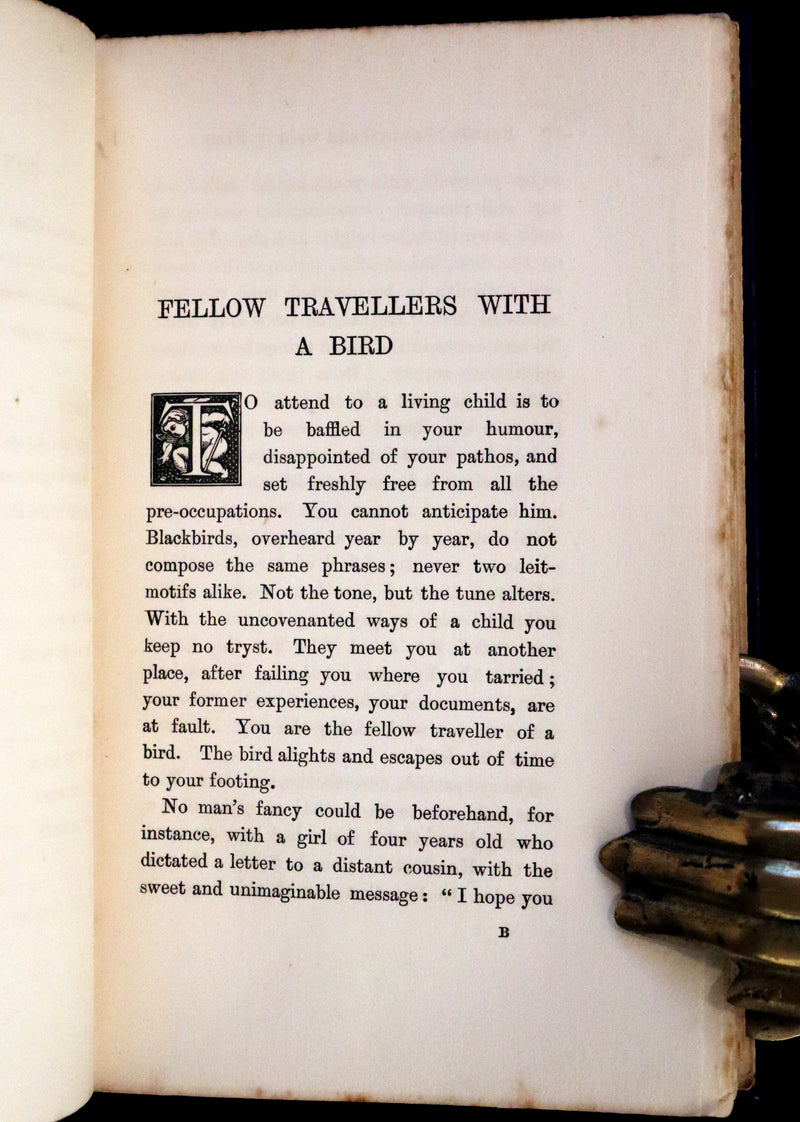 FELLOW TRAVELLERS WITH
A BIRD
TO attend to a living child is to
be baffled in your humour,
disappointed of your pathos, and
set freshly free from all the
pre-occupations. You cannot anticipate him.
Blackbirds, overheard year by year, do not
compose the same phrases; never two leit-
motifs alike. Not the tone, but the tune alters.
With the uncovenanted ways of a child you
keep no tryst. They meet you at another
place, after failing you where you tarried;
your former experiences, your documents, are
at fault. You are the fellow traveller of a
bird. The bird alights and escapes out of time
to your footing.
No man's fancy could be beforehand, for
instance, with a girl of four years old who
dictated a letter to a distant cousin, with the
sweet and unimaginable message: “I hope you
B